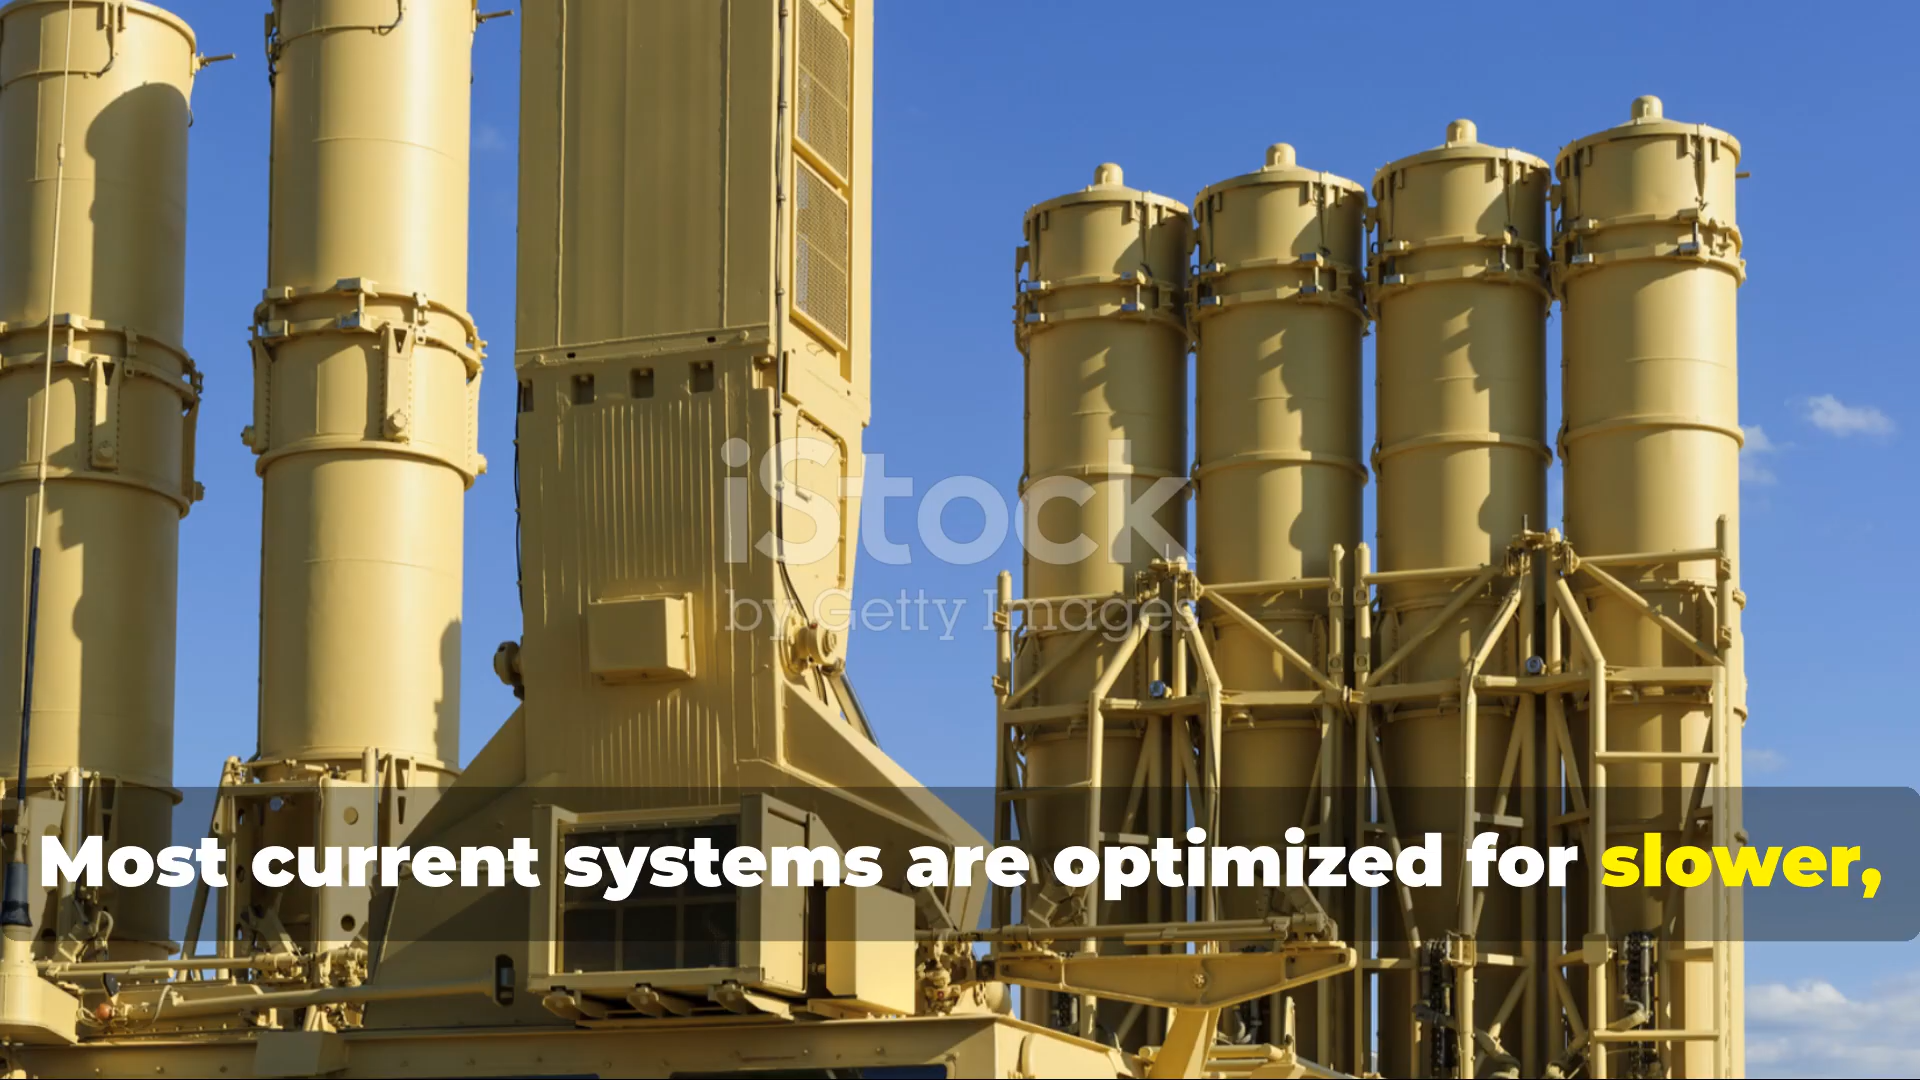 iStock
by Getty Images
Most current systems are optimized for slower,